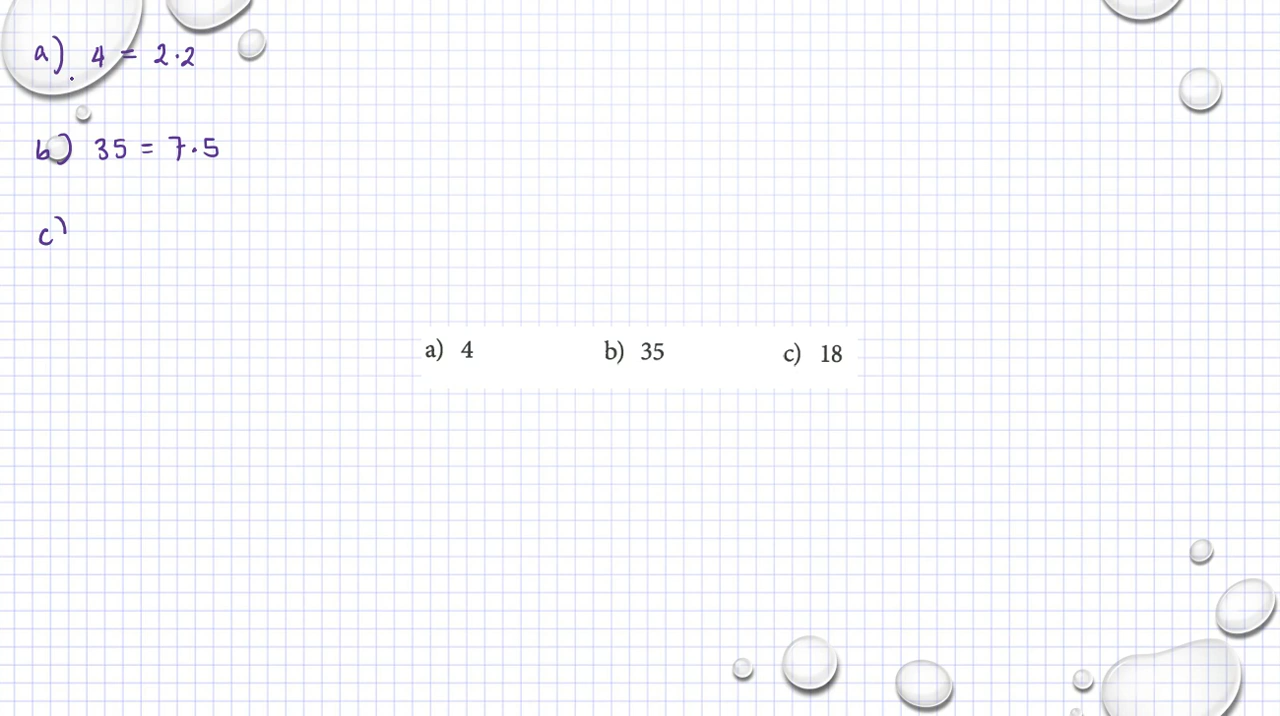 a) 4 = 2·2
b) 35 = 7·5
c)
a) 4 b) 35 c) 18